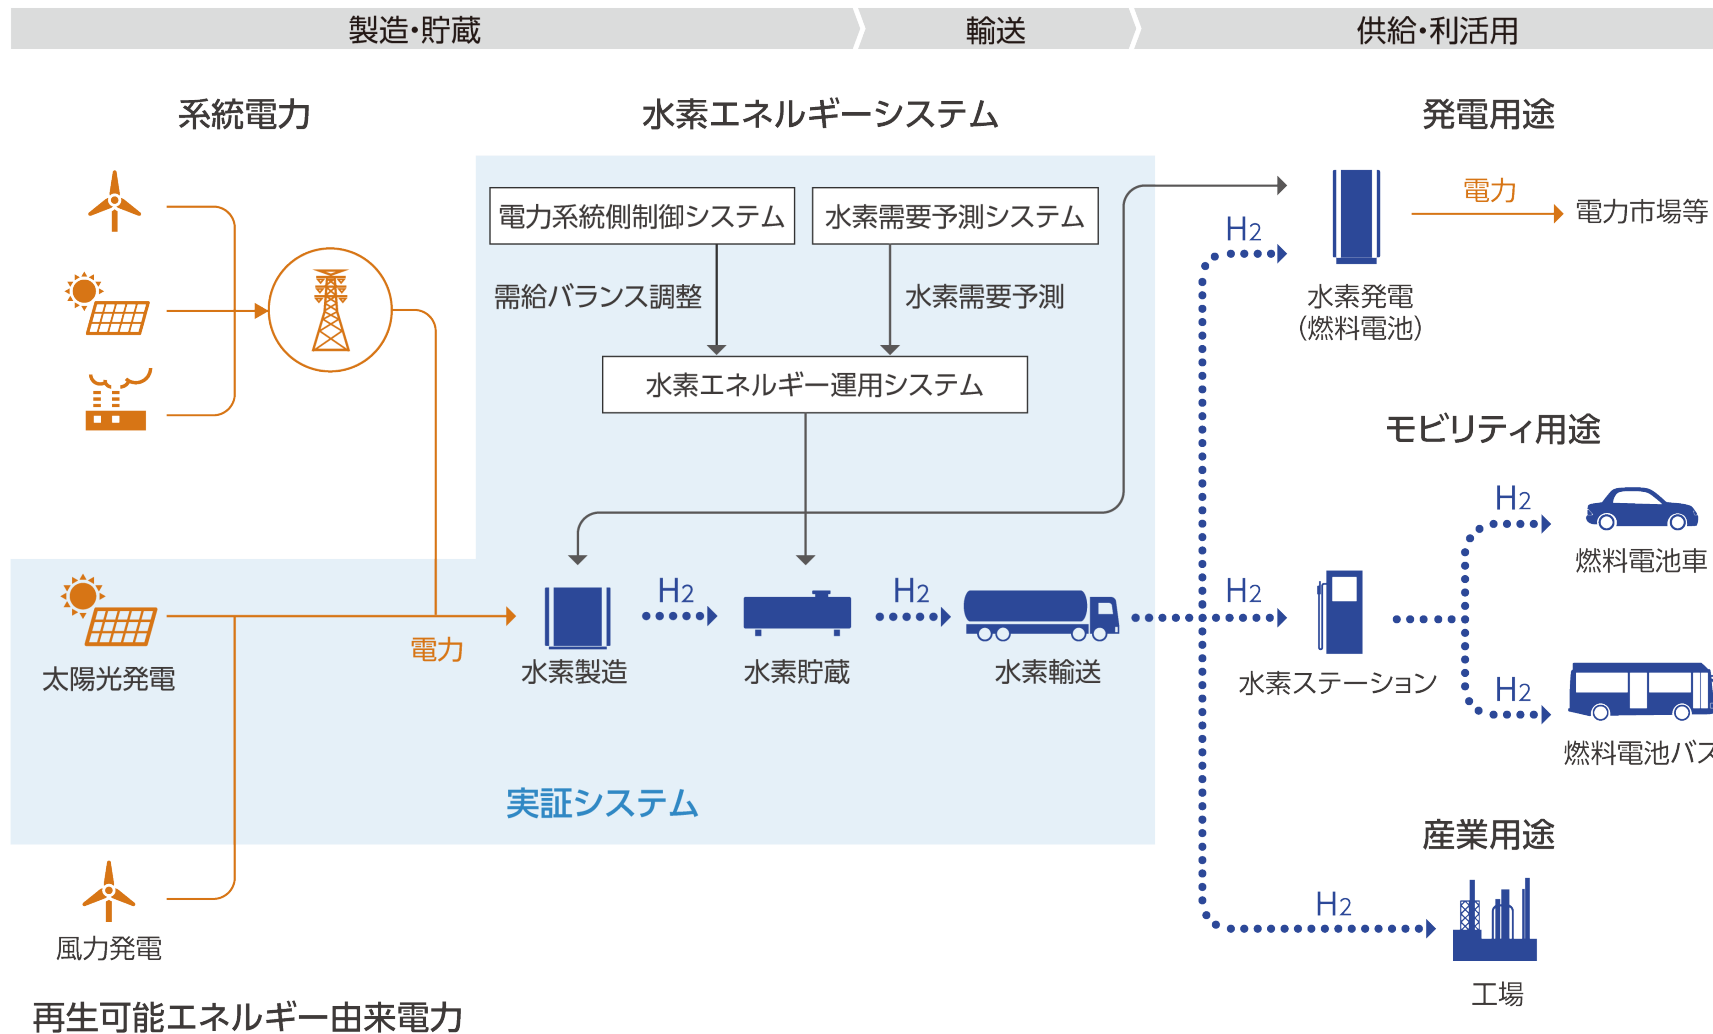 製造・貯蔵
輸送
供給・利活用
系統電力
水素エネルギーシステム
発電用途
電力系統側制御システム
水素需要予測システム
H2
電力
電力市場等
需給バランス調整
水素需要予測
水素発電
(燃料電池)
水素エネルギー運用システム
モビリティ用途
H2
燃料電池車
H2
H2
H2
電力
太陽光発電
水素製造
水素貯蔵
水素輸送
水素ステーション
H2
燃料電池バス
実証システム
産業用途
H2
風力発電
工場
再生可能エネルギー由来電力